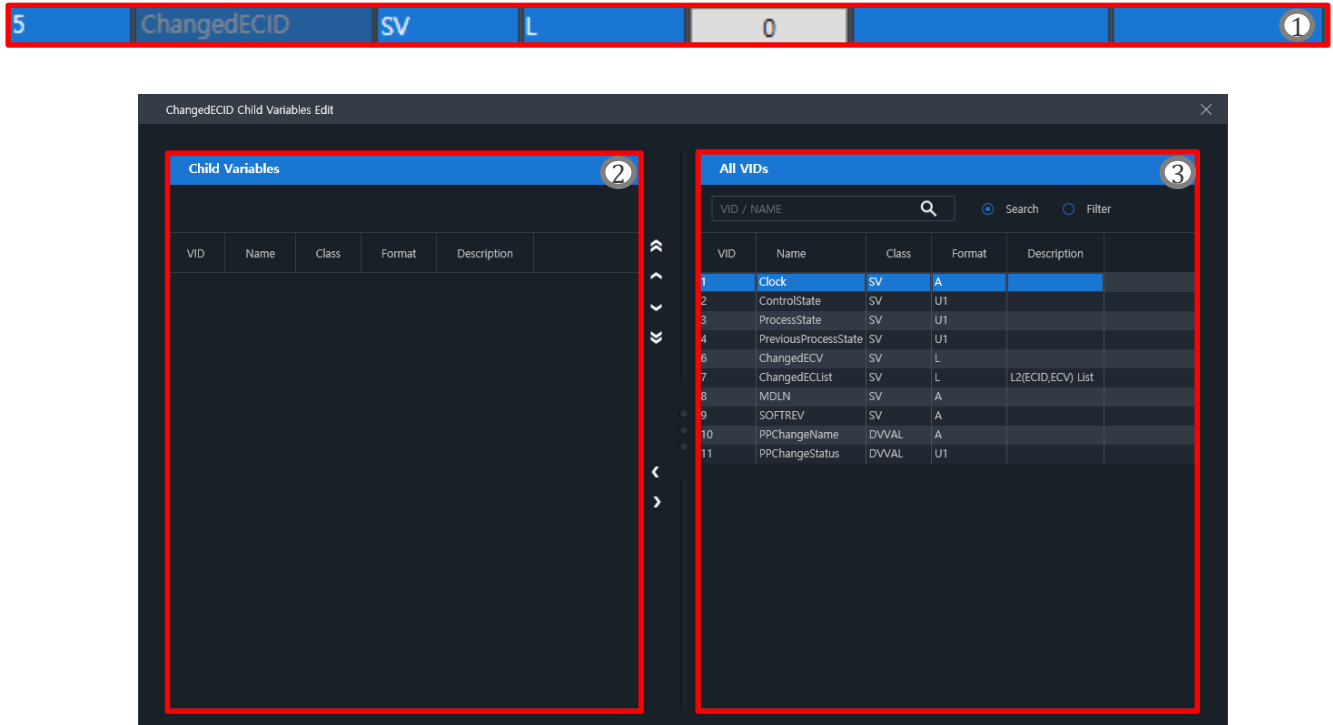 5 ChangedECID SV L 0 1
ChangedECID Child Variables Edit
Child Variables 2
All VIDs 3
VID / NAME Search Filter
VID Name Class Format Description
VID Name Class Format Description
1 Clock SV A
2 ControlState SV U1
3 ProcessState SV U1
4 PreviousProcessState SV U1
6 ChangedECV SV L
7 ChangedECList SV L L2(ECID,ECV) List
8 MDLN SV A
9 SOFTREV SV A
10 PPChangeName DVVAL A
11 PPChangeStatus DVVAL U1